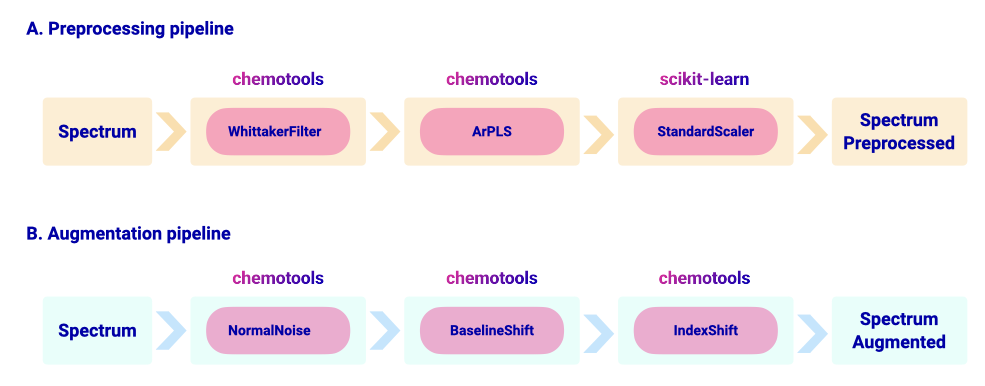 A. Preprocessing pipeline
chemotools
chemotools
scikit-learn
Spectrum
WhittakerFilter
ArPLS
StandardScaler
Spectrum
Preprocessed
B. Augmentation pipeline
chemotools
chemotools
chemotools
Spectrum
NormalNoise
BaselineShift
IndexShift
Spectrum
Augmented